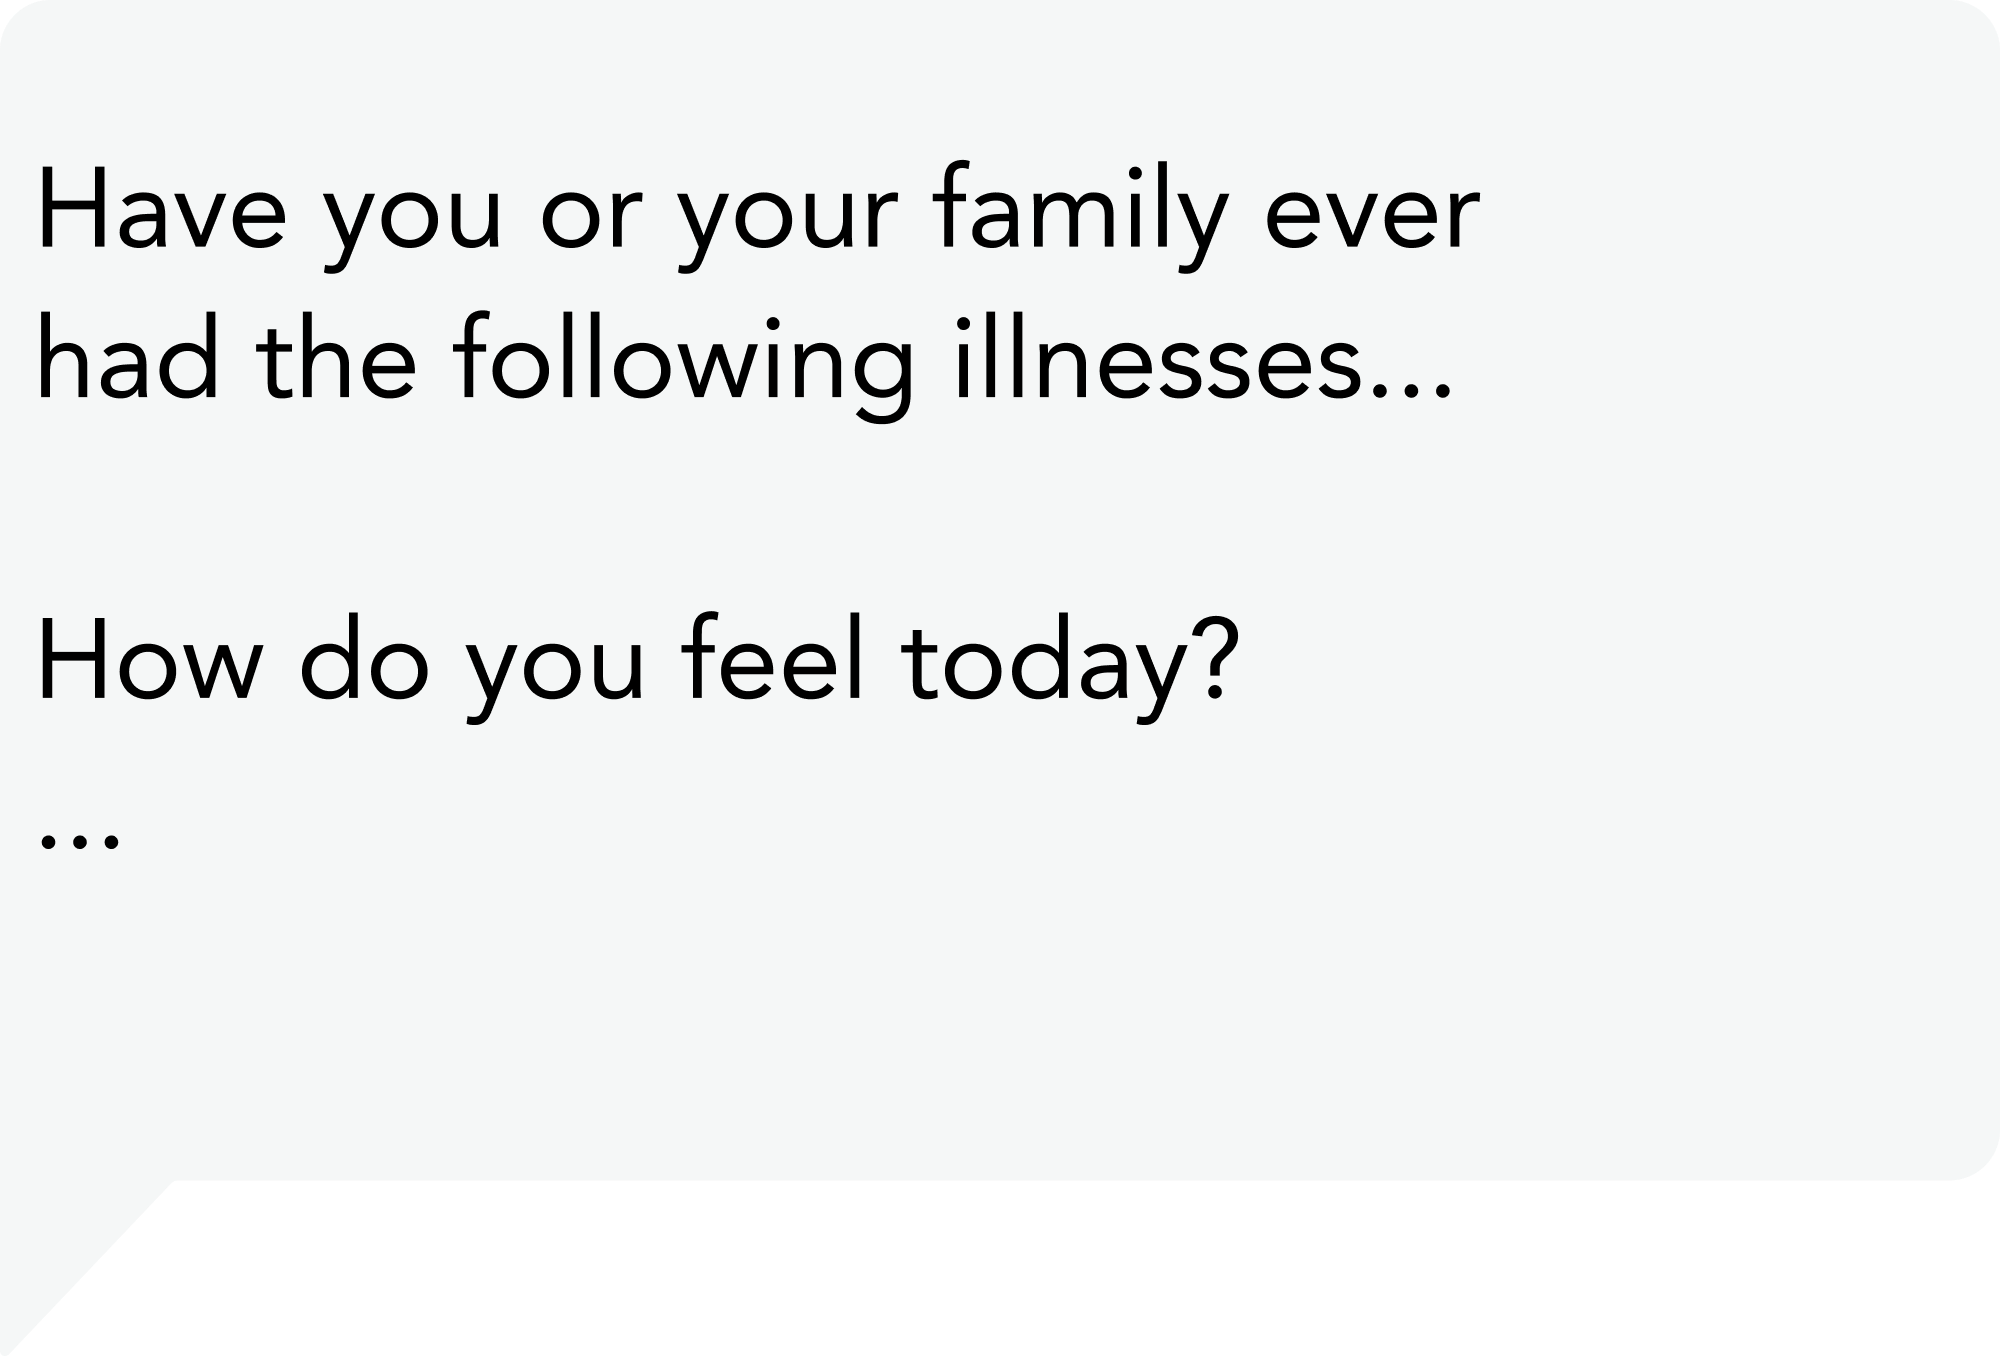 Have you or your family ever
had the following illnesses...
How do you feel today?
...